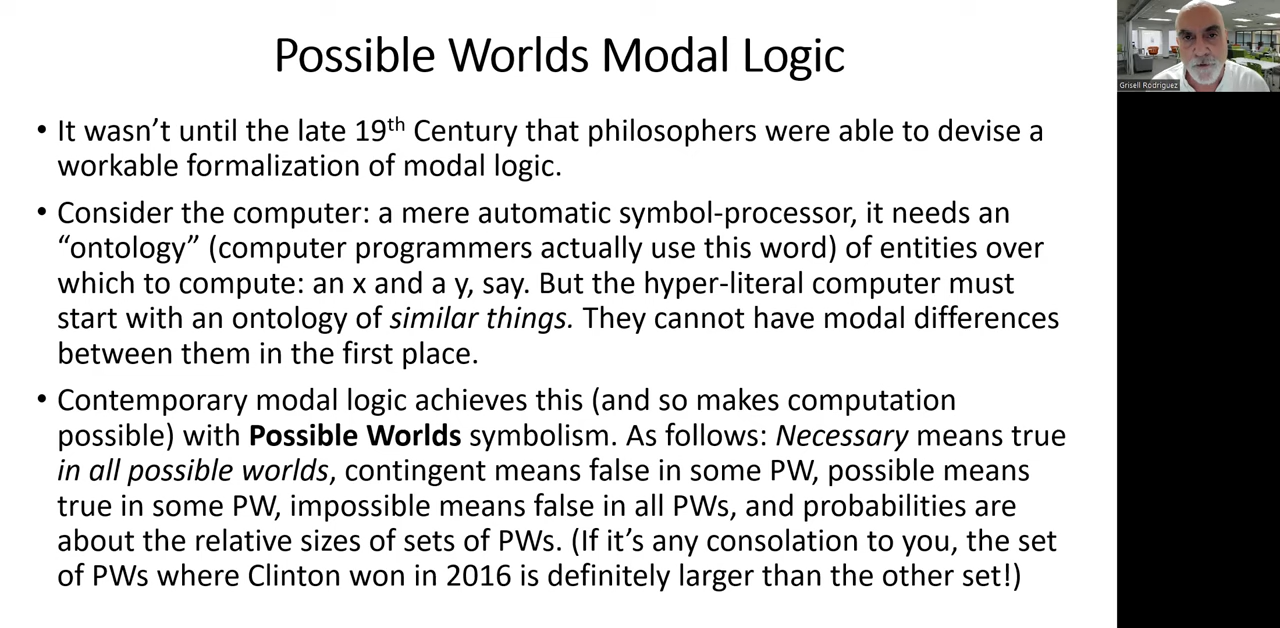 Possible Worlds Modal Logic
Grisell Rodriguez
• It wasn’t until the late 19th Century that philosophers were able to devise a
workable formalization of modal logic.
• Consider the computer: a mere automatic symbol-processor, it needs an
“ontology” (computer programmers actually use this word) of entities over
which to compute: an x and a y, say. But the hyper-literal computer must
start with an ontology of similar things. They cannot have modal differences
between them in the first place.
• Contemporary modal logic achieves this (and so makes computation
possible) with Possible Worlds symbolism. As follows: Necessary means true
in all possible worlds, contingent means false in some PW, possible means
true in some PW, impossible means false in all PWs, and probabilities are
about the relative sizes of sets of PWs. (If it’s any consolation to you, the set
of PWs where Clinton won in 2016 is definitely larger than the other set!)